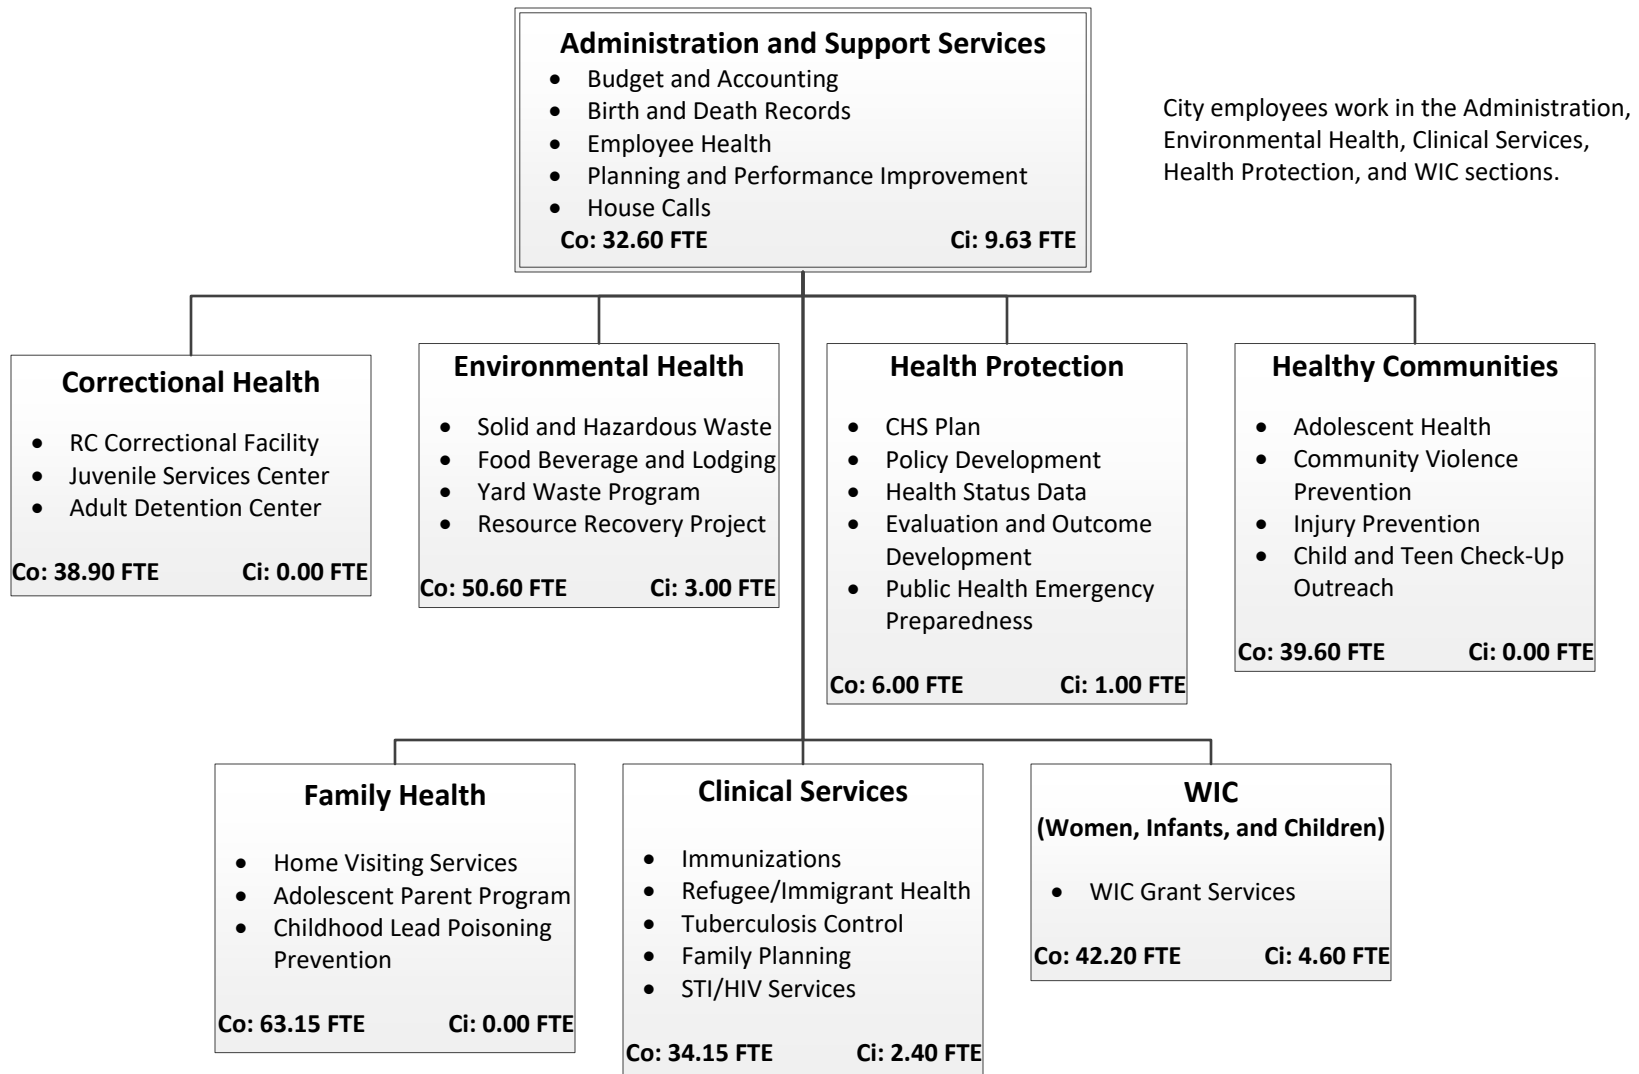 Administration and Support Services
• Budget and Accounting
• Birth and Death Records
• Employee Health
• Planning and Performance Improvement
• House Calls
Co: 32.60 FTE Ci: 9.63 FTE
City employees work in the Administration,
Environmental Health, Clinical Services,
Health Protection, and WIC sections.
Correctional Health
• RC Correctional Facility
• Juvenile Services Center
• Adult Detention Center
Co: 38.90 FTE Ci: 0.00 FTE
Environmental Health
• Solid and Hazardous Waste
• Food Beverage and Lodging
• Yard Waste Program
• Resource Recovery Project
Co: 50.60 FTE Ci: 3.00 FTE
Health Protection
• CHS Plan
• Policy Development
• Health Status Data
• Evaluation and Outcome
Development
• Public Health Emergency
Preparedness
Co: 6.00 FTE Ci: 1.00 FTE
Healthy Communities
• Adolescent Health
• Community Violence
Prevention
• Injury Prevention
• Child and Teen Check-Up
Outreach
Co: 39.60 FTE Ci: 0.00 FTE
Family Health
• Home Visiting Services
• Adolescent Parent Program
• Childhood Lead Poisoning
Prevention
Co: 63.15 FTE Ci: 0.00 FTE
Clinical Services
• Immunizations
• Refugee/Immigrant Health
• Tuberculosis Control
• Family Planning
• STI/HIV Services
Co: 34.15 FTE Ci: 2.40 FTE
WIC
(Women, Infants, and Children)
• WIC Grant Services
Co: 42.20 FTE Ci: 4.60 FTE